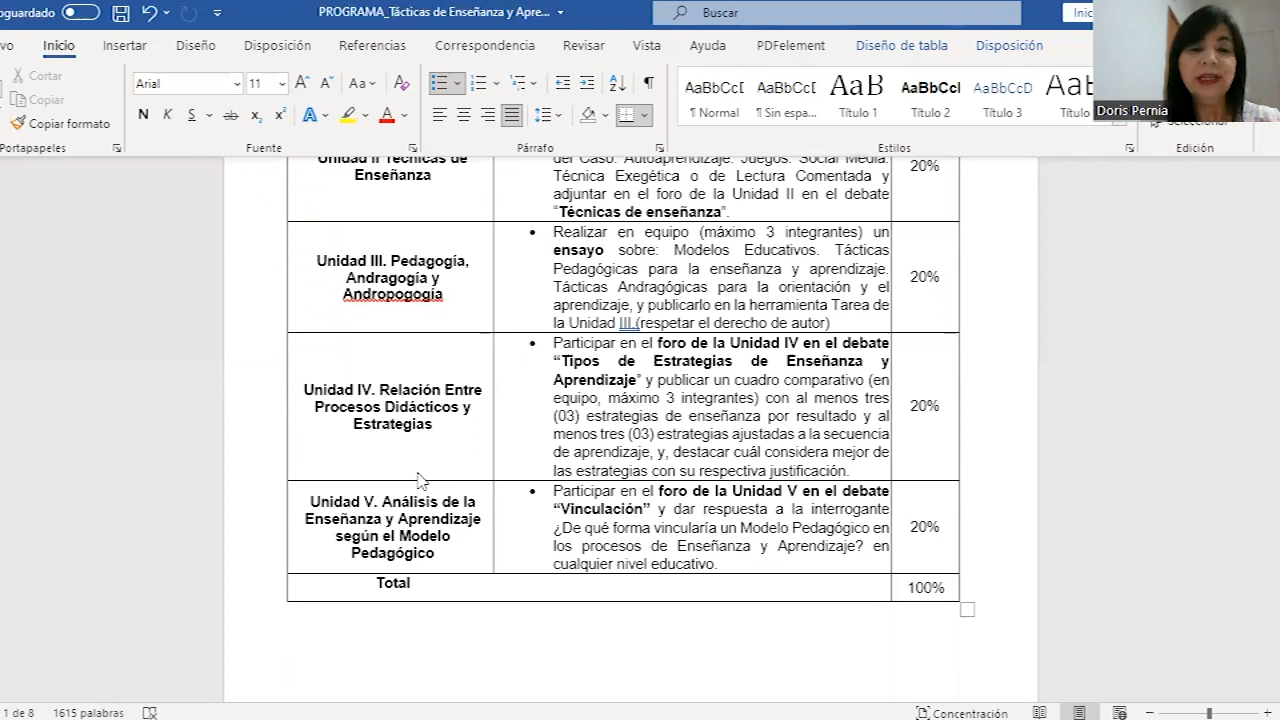 oguardado
PROGRAMA_Tácticas de Enseñanza y Apre...
Buscar
Inic
vo
Inicio
Insertar
Diseño
Disposición
Referencias
Correspondencia
Revisar
Vista
Ayuda
PDFelement
Diseño de tabla
Disposición
Cortar
Copiar
Copiar formato
Portapapeles
Arial
11
Aa
N K S ab x₂ x²
Fuente
Párrafo
AaBbCcI
¶ Normal
AaBbCcI
¶ Sin espa...
AaB
Título 1
AaBbCcI
Título 2
AaBbCcD
Título 3
Título
Estilos
Edición
Doris Pernia
Unidad II Técnicas de
Enseñanza
del Caso. Autoaprendizaje. Juegos. Social Media.
Técnica Exegética o de Lectura Comentada y
adjuntar en el foro de la Unidad II en el debate
“Técnicas de enseñanza”.
20%
Unidad III. Pedagogía,
Andragogía y
Andropogogía
Realizar en equipo (máximo 3 integrantes) un
ensayo sobre: Modelos Educativos. Tácticas
Pedagógicas para la enseñanza y aprendizaje.
Tácticas Andragógicas para la orientación y el
aprendizaje, y publicarlo en la herramienta Tarea de
la Unidad III.(respetar el derecho de autor)
20%
Unidad IV. Relación Entre
Procesos Didácticos y
Estrategias
Participar en el foro de la Unidad IV en el debate
“Tipos de Estrategias de Enseñanza y
Aprendizaje” y publicar un cuadro comparativo (en
equipo, máximo 3 integrantes) con al menos tres
(03) estrategias de enseñanza por resultado y al
menos tres (03) estrategias ajustadas a la secuencia
de aprendizaje, y, destacar cuál considera mejor de
las estrategias con su respectiva justificación.
20%
Unidad V. Análisis de la
Enseñanza y Aprendizaje
según el Modelo
Pedagógico
Participar en el foro de la Unidad V en el debate
“Vinculación” y dar respuesta a la interrogante
¿De qué forma vincularía un Modelo Pedagógico en
los procesos de Enseñanza y Aprendizaje? en
cualquier nivel educativo.
20%
Total
100%
1 de 8
1615 palabras
Concentración